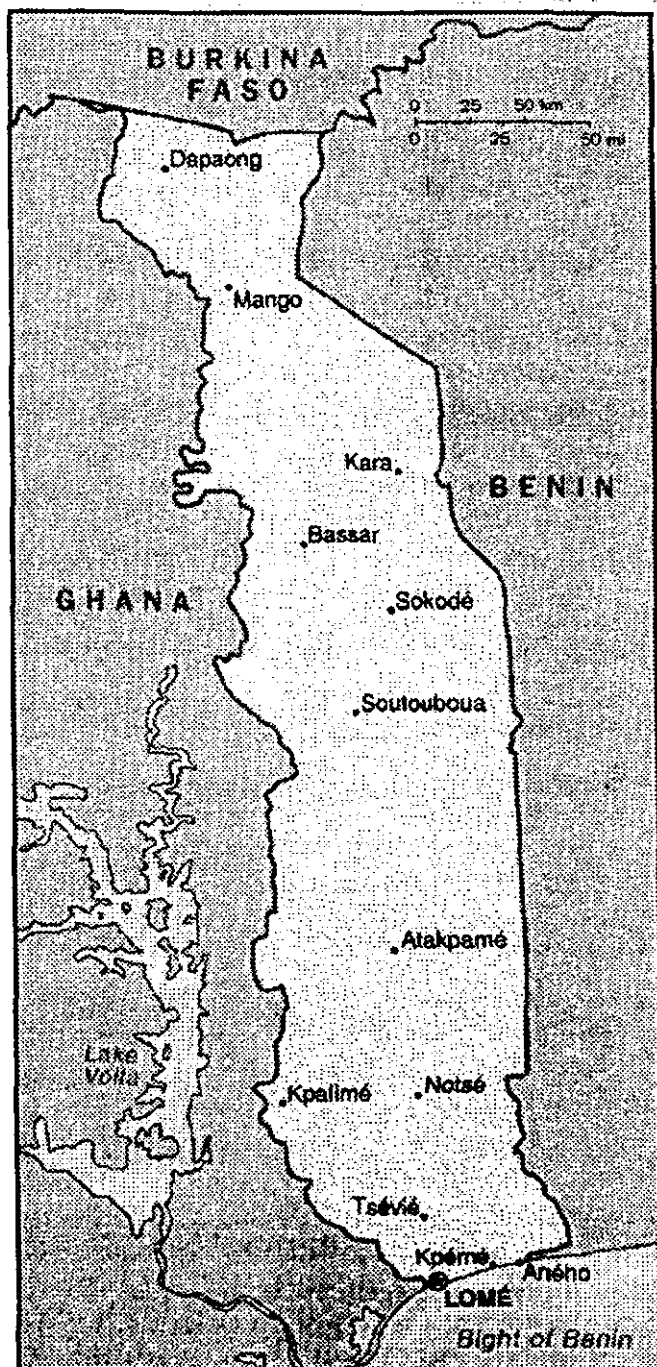 BURKINA
FASO
0 25 50 km
0 25 50 mi
Dapaong
Mango
Kara
BENIN
Bassar
GHANA
Sokodé
Soutouboua
Atakpamé
Lake
Volta
Kpalimé
Notsé
Tsévié
Kpémé
Aného
LOMÉ
Bight of Benin